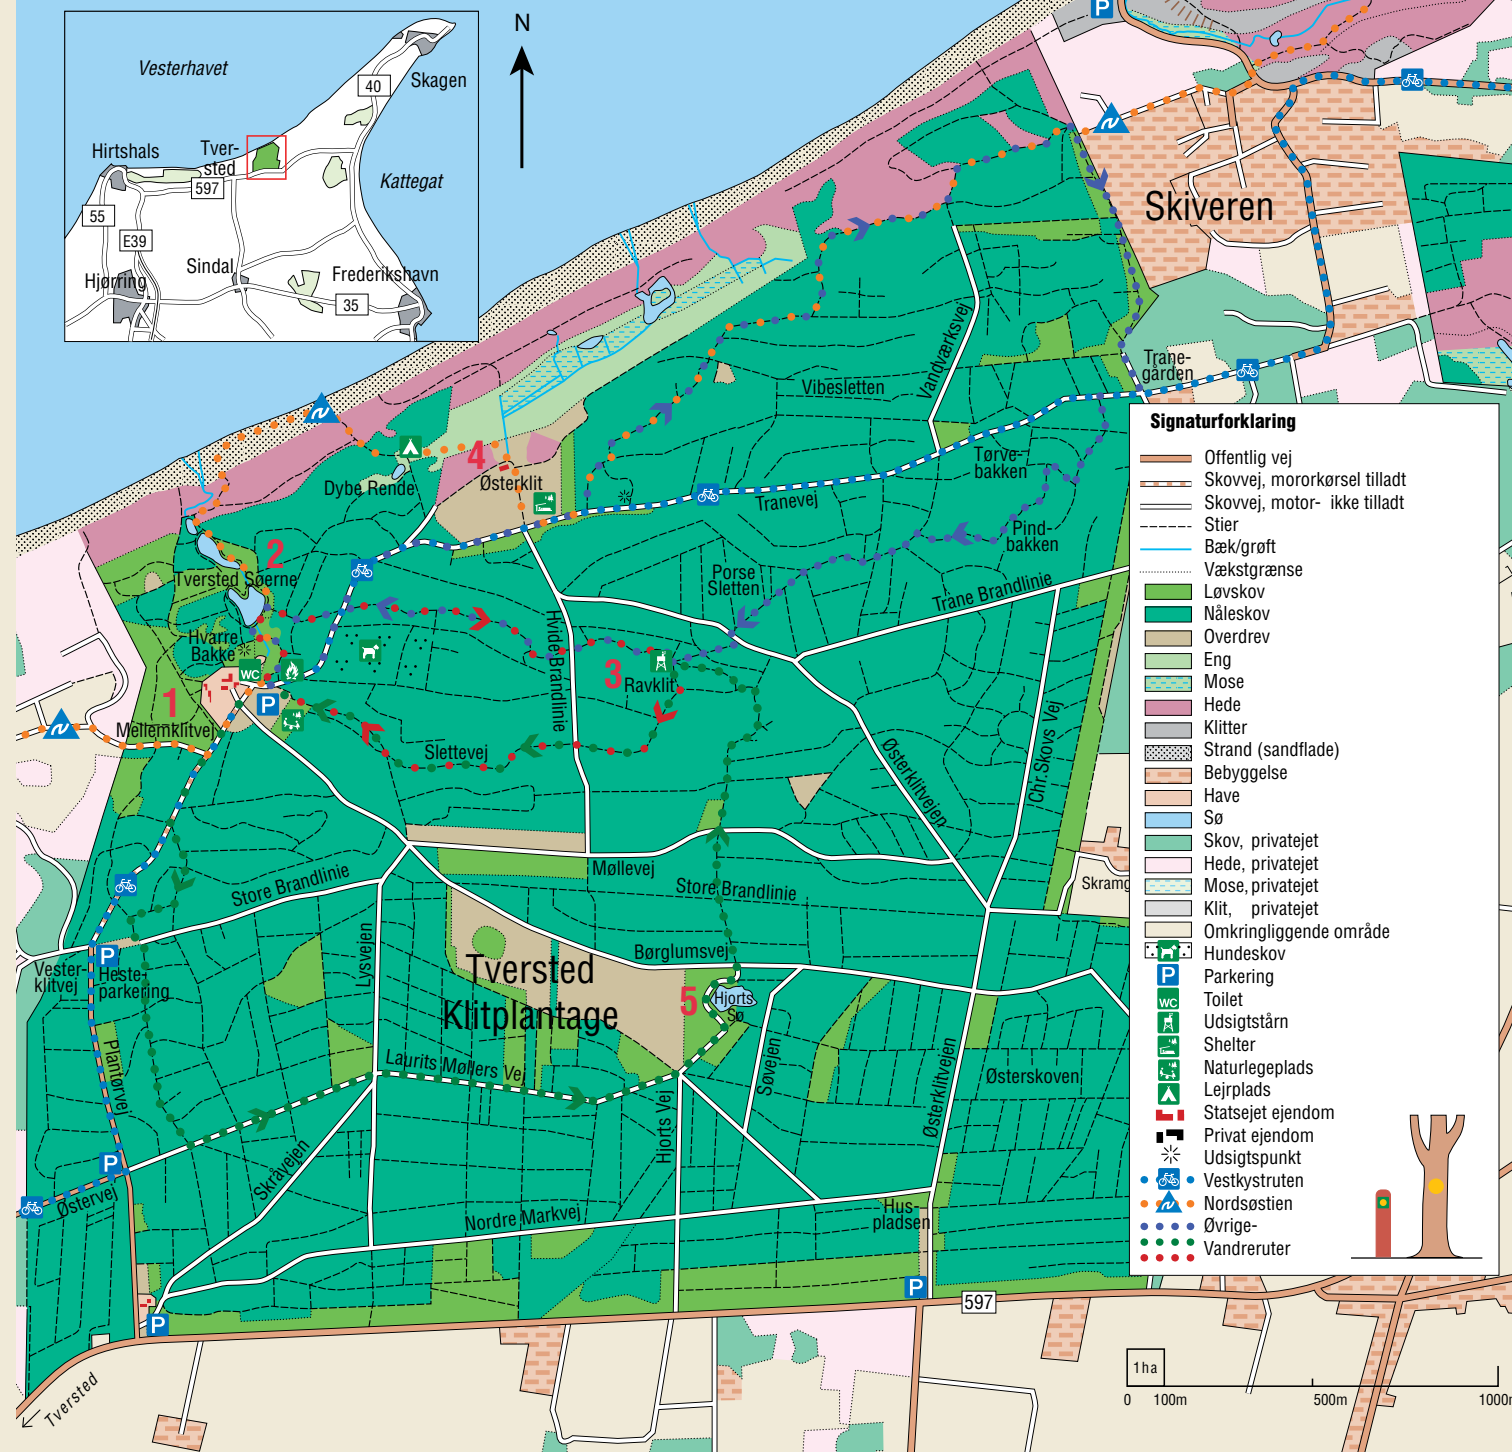 Vesterhavet
40
Skagen
Hirtshals
Tver-
sted
597
Kattegat
55
E39
Hjørring
Sindal
Frederikshavn
35
N
P
Skiveren
Trane-
gården
Vandværksvej
Vibesletten
Tørve-
bakken
Tranevej
Pind-
bakken
4
Østerklit
Dybe Rende
2
Tversted Søerne
Hvarre
Bakke
WC
P
1
Mellemklitvej
Porse
Sletten
Trane Brandlinie
Hvide Brandlinie
3
Ravklit
Slettevej
Østerklitvejen
Chr.Skovs Vej
Møllevej
Store Brandlinie
Store Brandlinie
Skramg
Lysvejen
Børglumsvej
Tversted
Klitplantage
5
Hjorts
Sø
P
Vester-
klitvej
Heste-
parkering
Plantørvej
Laurits Møllers Vej
Søvejen
Østerklitvejen
Østerskoven
Hjorts Vej
P
Østervej
Skråvejen
Nordre Markvej
Hus-
pladsen
P
P
597
Tversted
Signaturforklaring
Offentlig vej
Skovvej, mororkørsel tilladt
Skovvej, motor- ikke tilladt
Stier
Bæk/grøft
Vækstgrænse
Løvskov
Nåleskov
Overdrev
Eng
Mose
Hede
Klitter
Strand (sandflade)
Bebyggelse
Have
Sø
Skov, privatejet
Hede, privatejet
Mose, privatejet
Klit, privatejet
Omkringliggende område
Hundeskov
P Parkering
WC Toilet
Udsigtstårn
Shelter
Naturlegeplads
Lejrplads
Statsejet ejendom
Privat ejendom
Udsigtspunkt
Vestkystruten
Nordsøstien
Øvrige-
Vandreruter
1ha
0 100m 500m 1000m